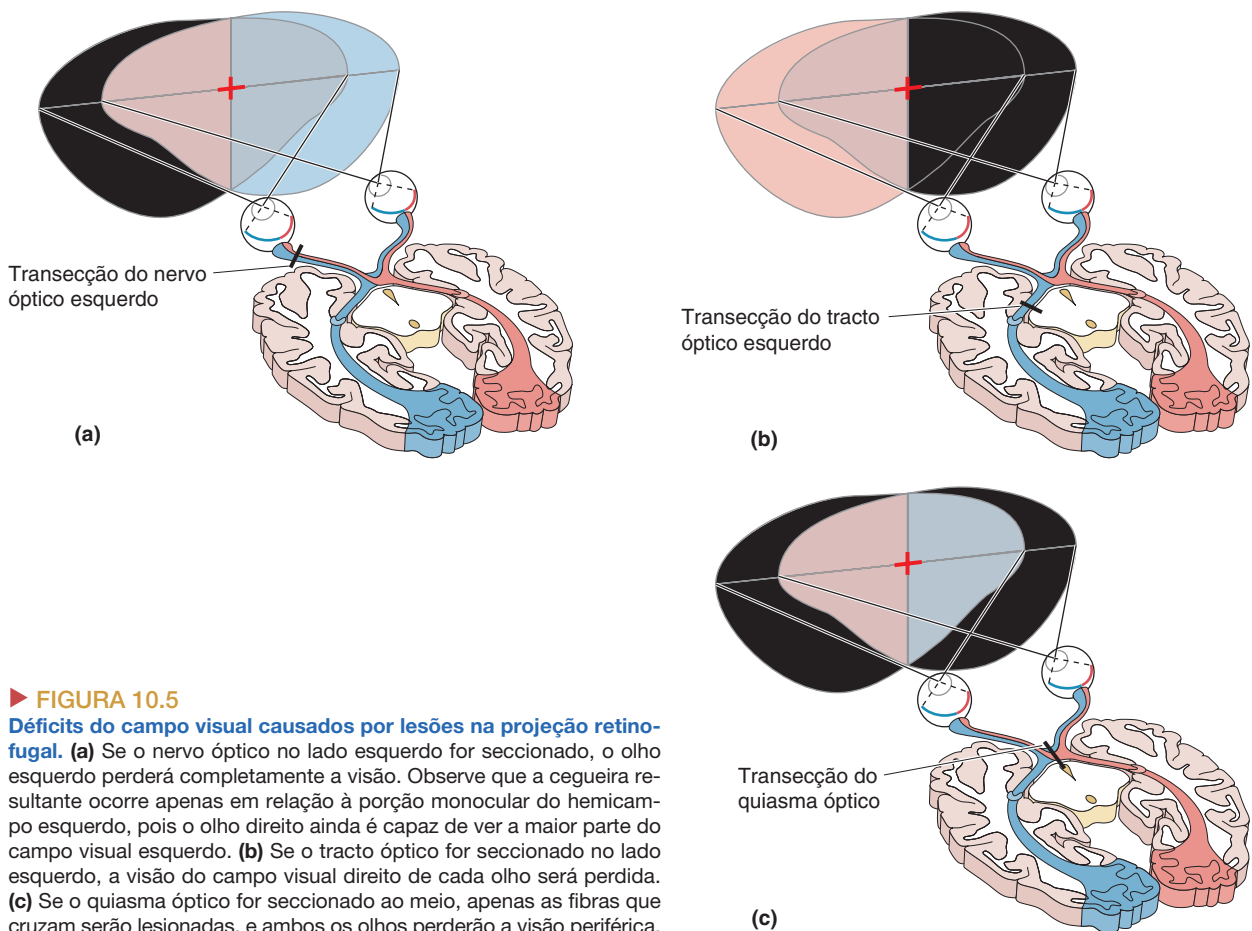 Transecção do nervo
óptico esquerdo
(a)
Transecção do tracto
óptico esquerdo
(b)
Transecção do
quiasma óptico
(c)
▶ FIGURA 10.5
Déficits do campo visual causados por lesões na projeção retino-
fugal. (a) Se o nervo óptico no lado esquerdo for seccionado, o olho
esquerdo perderá completamente a visão. Observe que a cegueira re-
sultante ocorre apenas em relação à porção monocular do hemicam-
po esquerdo, pois o olho direito ainda é capaz de ver a maior parte do
campo visual esquerdo. (b) Se o tracto óptico for seccionado no lado
esquerdo, a visão do campo visual direito de cada olho será perdida.
(c) Se o quiasma óptico for seccionado ao meio, apenas as fibras que
cruzam serão lesionadas, e ambos os olhos perderão a visão periférica.